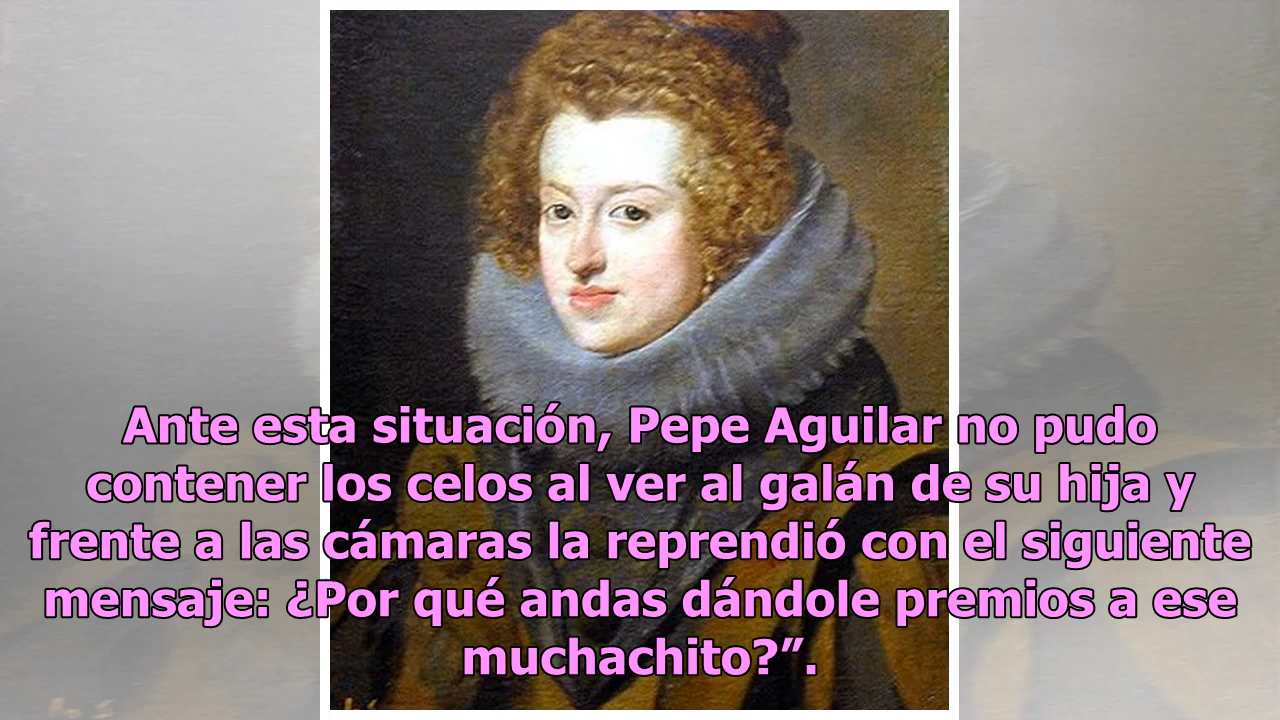 Ante esta situación, Pepe Aguilar no pudo
contener los celos al ver al galán de su hija y
frente a las cámaras la reprendió con el siguiente
mensaje: ¿Por qué andas dándole premios a ese
muchachito?”.